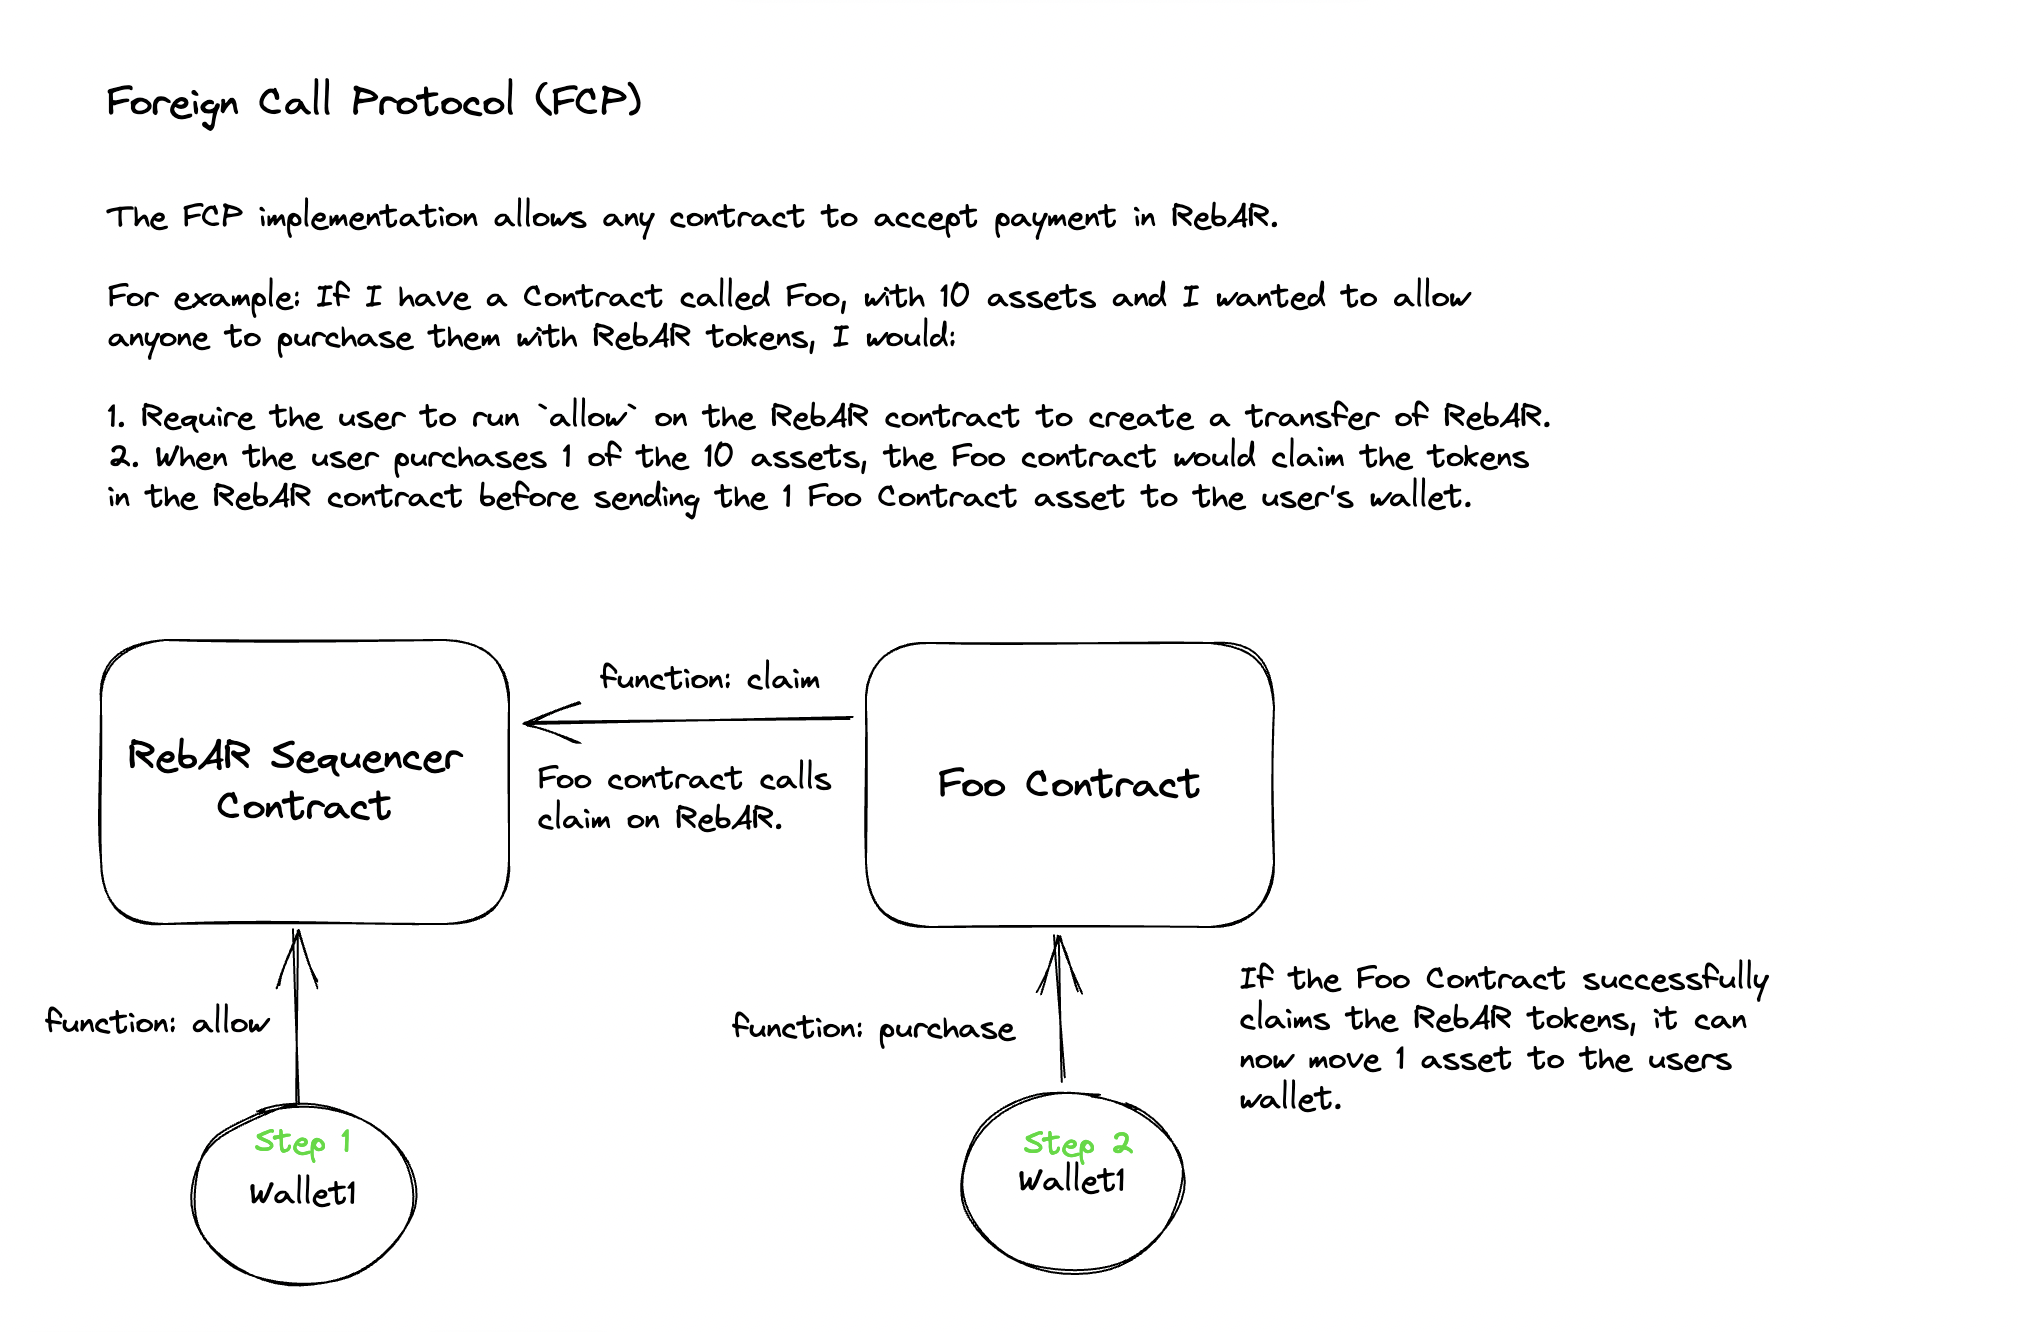 Foreign Call Protocol (FCP)
The FCP implementation allows any contract to accept payment in RebAR.
For example: If I have a Contract called Foo, with 10 assets and I wanted to allow
anyone to purchase them with RebAR tokens, I would:
1. Require the user to run `allow` on the RebAR contract to create a transfer of RebAR.
2. When the user purchases 1 of the 10 assets, the Foo contract would claim the tokens
in the RebAR contract before sending the 1 Foo Contract asset to the user's wallet.
RebAR Sequencer
Contract
function: claim
Foo contract calls
claim on RebAR.
Foo Contract
function: allow
Step 1
Wallet1
function: purchase
Step 2
Wallet1
If the Foo Contract successfully
claims the RebAR tokens, it can
now move 1 asset to the users
wallet.